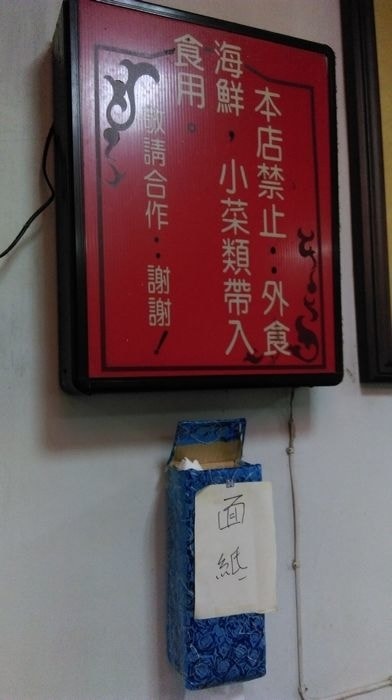 本店禁止：外食
海鮮，小菜類帶入
食用。
敬請合作：謝謝！
面紙